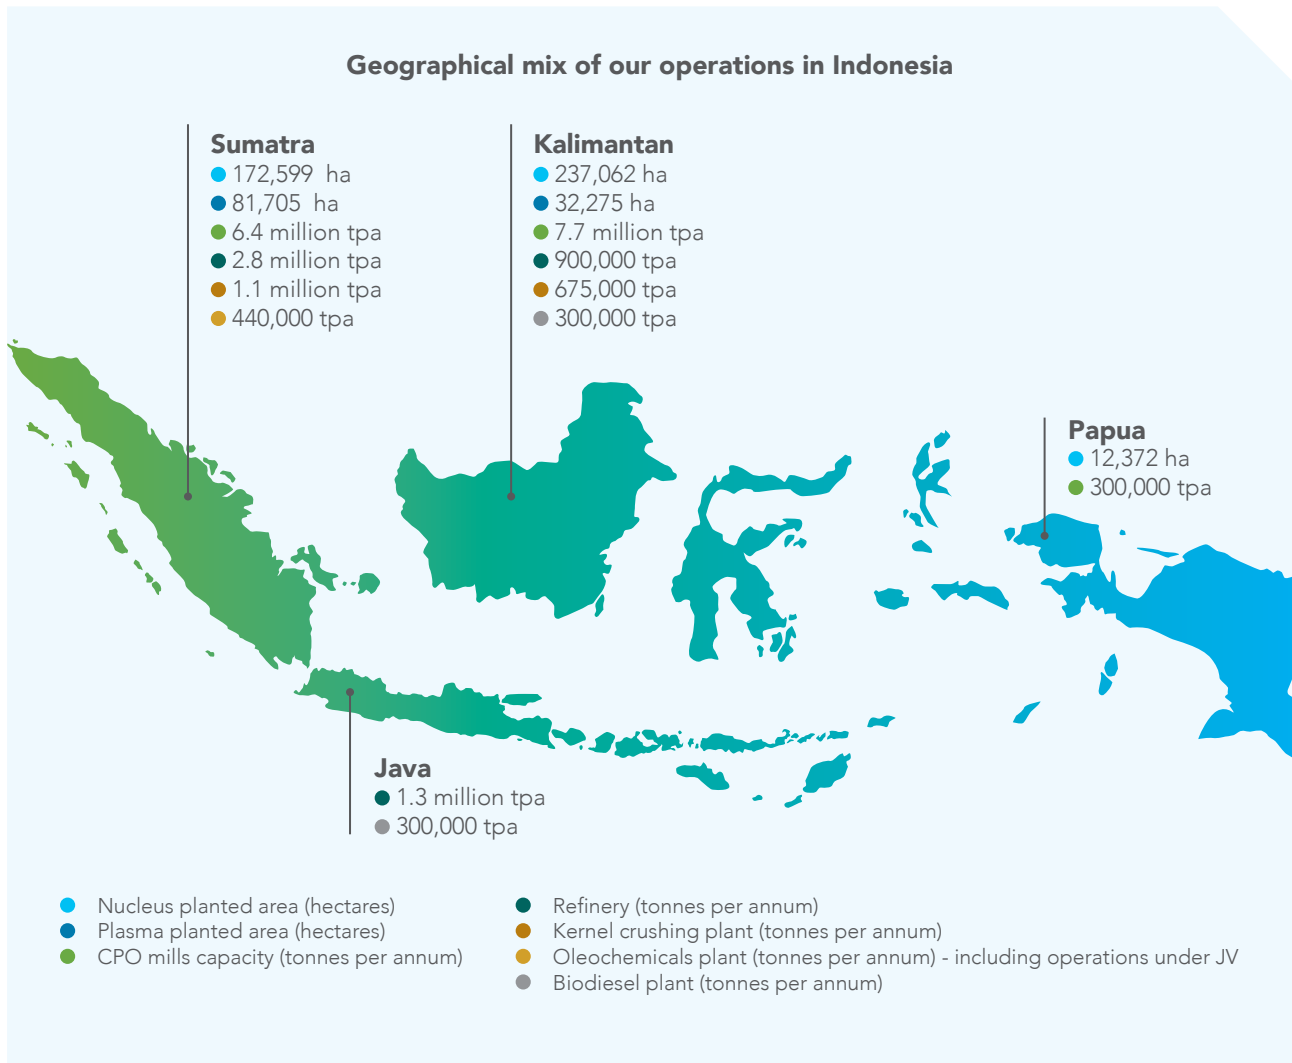 Geographical mix of our operations in Indonesia
Sumatra
172,599 ha
81,705 ha
6.4 million tpa
2.8 million tpa
1.1 million tpa
440,000 tpa
Kalimantan
237,062 ha
32,275 ha
7.7 million tpa
900,000 tpa
675,000 tpa
300,000 tpa
Papua
12,372 ha
300,000 tpa
Java
1.3 million tpa
300,000 tpa
Nucleus planted area (hectares)
Plasma planted area (hectares)
CPO mills capacity (tonnes per annum)
Refinery (tonnes per annum)
Kernel crushing plant (tonnes per annum)
Oleochemicals plant (tonnes per annum) - including operations under JV
Biodiesel plant (tonnes per annum)